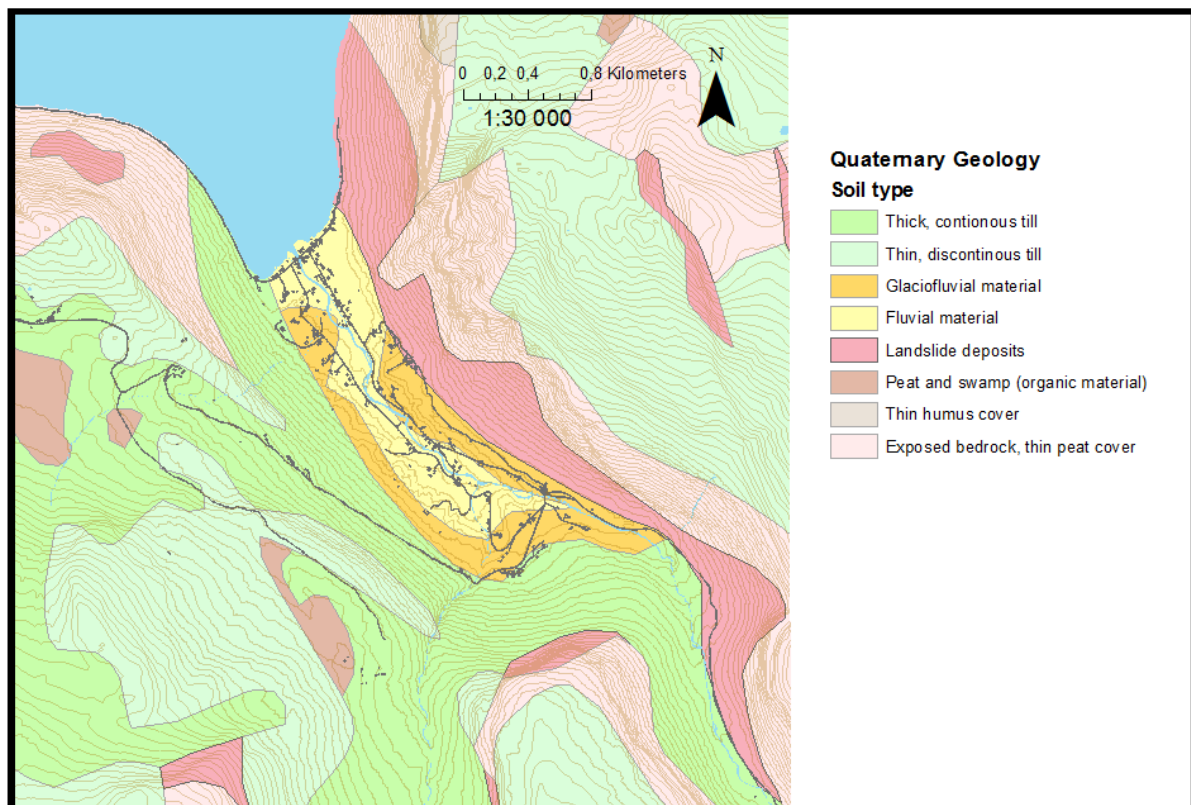 N
0 0,2 0,4 0,8 Kilometers
1:30 000
Quaternary Geology
Soil type
Thick, contionous till
Thin, discontinous till
Glaciofluvial material
Fluvial material
Landslide deposits
Peat and swamp (organic material)
Thin humus cover
Exposed bedrock, thin peat cover